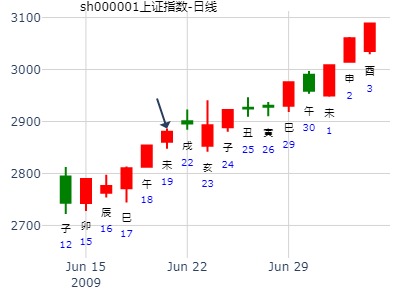 sh000001上证指数-日线
3100
3000
2900
2800
2700
子
12
卯
15
辰
16
巳
17
午
18
未
19
戌
22
亥
23
子
24
丑
25
寅
26
巳
29
午
30
未
1
申
2
酉
3
Jun 15
2009
Jun 22
Jun 29